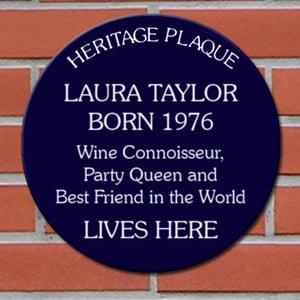 HERITAGE PLAQUE
LAURA TAYLOR
BORN 1976
Wine Connoisseur,
Party Queen and
Best Friend in the World
LIVES HERE